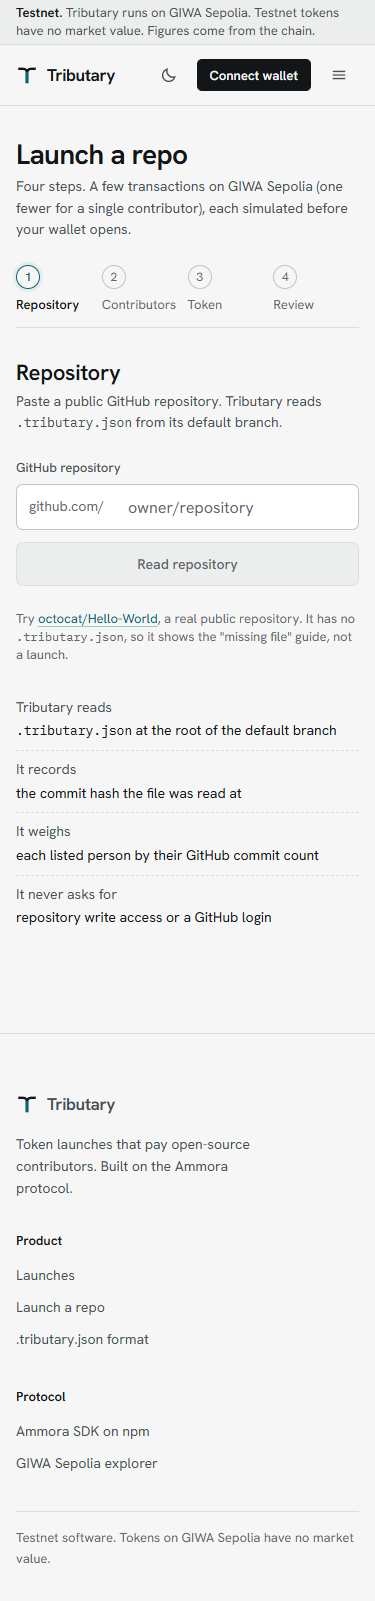 Testnet. Tributary runs on GIWA Sepolia. Testnet tokens
have no market value. Figures come from the chain.
Tributary
Connect wallet
Launch a repo
Four steps. A few transactions on GIWA Sepolia (one
fewer for a single contributor), each simulated before
your wallet opens.
1
2
3
4
Repository
Contributors
Token
Review
Repository
Paste a public GitHub repository. Tributary reads
.tributary.json from its default branch.
GitHub repository
github.com/ owner/repository
Read repository
Try octocat/Hello-World, a real public repository. It has no
.tributary.json, so it shows the "missing file" guide, not
a launch.
Tributary reads
.tributary.json at the root of the default branch
It records
the commit hash the file was read at
It weighs
each listed person by their GitHub commit count
It never asks for
repository write access or a GitHub login
Tributary
Token launches that pay open-source
contributors. Built on the Ammora
protocol.
Product
Launches
Launch a repo
.tributary.json format
Protocol
Ammora SDK on npm
GIWA Sepolia explorer
Testnet software. Tokens on GIWA Sepolia have no market
value.